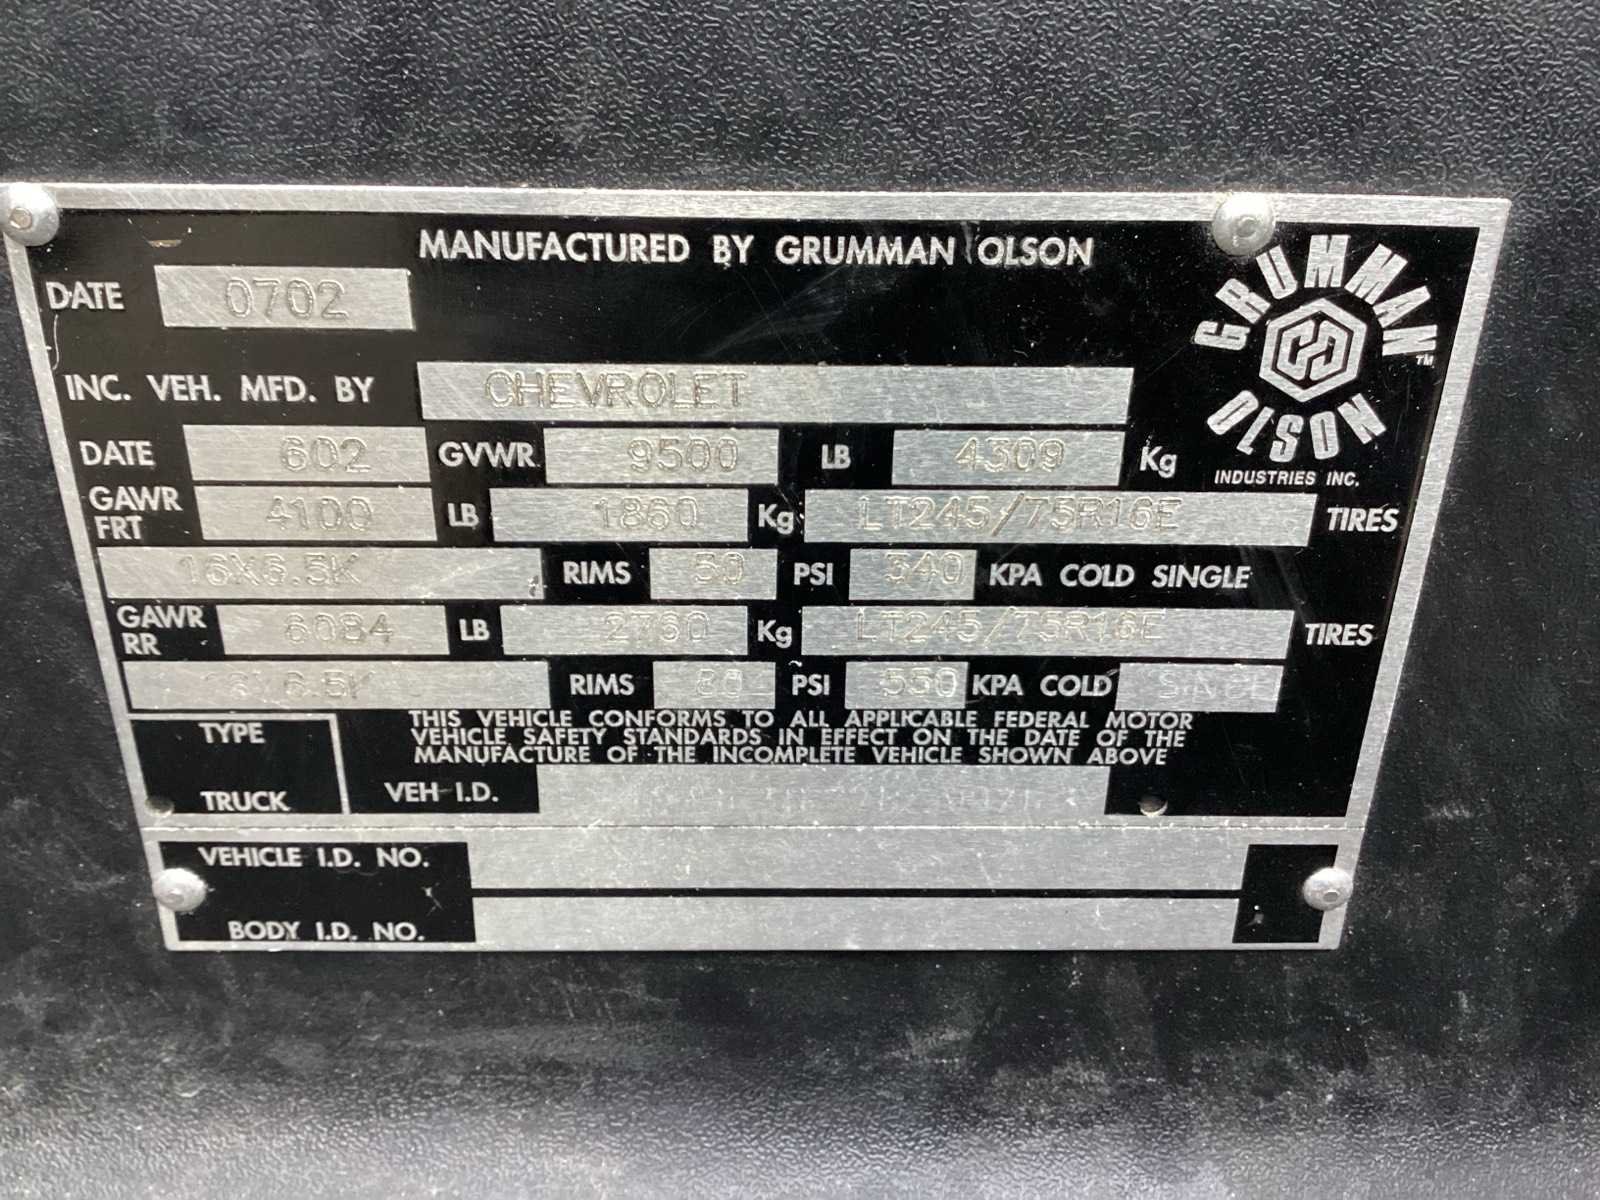 MANUFACTURED BY GRUMMAN OLSON
GRUMMAN OLSON ™
INDUSTRIES INC.
DATE 0702
INC. VEH. MFD. BY CHEVROLET
DATE 602 GVWR 9500 LB 4309 Kg
GAWR FRT 4100 LB 1860 Kg LT245/75R16E TIRES
16X6.5K RIMS 50 PSI 340 KPA COLD SINGLE
GAWR RR 6084 LB 2760 Kg LT245/75R16E TIRES
16X6.5K RIMS 80 PSI 550 KPA COLD
THIS VEHICLE CONFORMS TO ALL APPLICABLE FEDERAL MOTOR
VEHICLE SAFETY STANDARDS IN EFFECT ON THE DATE OF THE
MANUFACTURE OF THE INCOMPLETE VEHICLE SHOWN ABOVE
TYPE
TRUCK
VEH I.D.
VEHICLE I.D. NO.
BODY I.D. NO.